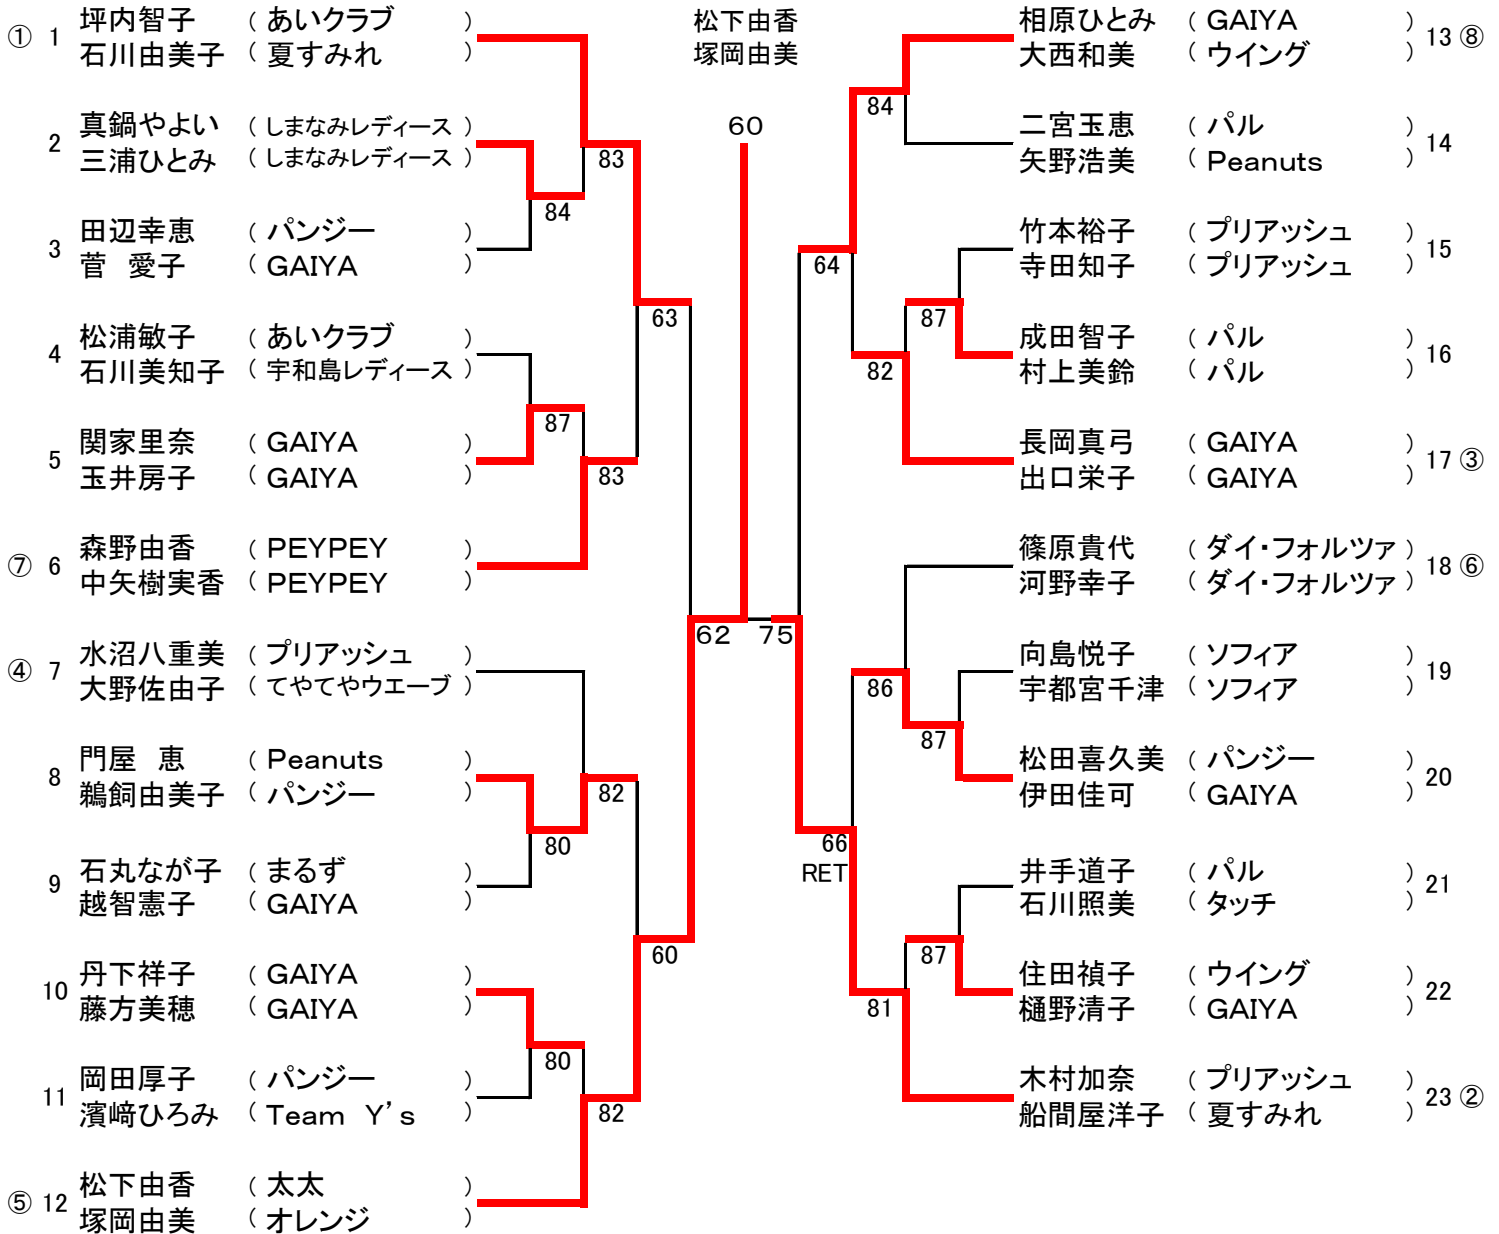 ① 1 坪内智子 ( あいクラブ )
石川由美子 ( 夏すみれ )
2 真鍋やよい ( しまなみレディース )
三浦ひとみ ( しまなみレディース )
3 田辺幸恵 ( パンジー )
菅 愛子 ( GAIYA )
4 松浦敏子 ( あいクラブ )
石川美知子 ( 宇和島レディース )
5 関家里奈 ( GAIYA )
玉井房子 ( GAIYA )
⑦ 6 森野由香 ( PEYPEY )
中矢樹実香 ( PEYPEY )
④ 7 水沼八重美 ( プリアッシュ )
大野佐由子 ( てやてやウエーブ )
8 門屋 恵 ( Peanuts )
鵜飼由美子 ( パンジー )
9 石丸なが子 ( まるず )
越智憲子 ( GAIYA )
10 丹下祥子 ( GAIYA )
藤方美穂 ( GAIYA )
11 岡田厚子 ( パンジー )
濱﨑ひろみ ( Team Y's )
⑤ 12 松下由香 ( 太太 )
塚岡由美 ( オレンジ )
83
84
63
87
83
82
80
60
80
82
松下由香
塚岡由美
60
62 75
84
64
87
82
86
87
66
RET
87
81
相原ひとみ ( GAIYA ) 13 ⑧
大西和美 ( ウイング )
二宮玉恵 ( パル ) 14
矢野浩美 ( Peanuts )
竹本裕子 ( プリアッシュ ) 15
寺田知子 ( プリアッシュ )
成田智子 ( パル ) 16
村上美鈴 ( パル )
長岡真弓 ( GAIYA ) 17 ③
出口栄子 ( GAIYA )
篠原貴代 ( ダイ・フォルツァ ) 18 ⑥
河野幸子 ( ダイ・フォルツァ )
向島悦子 ( ソフィア ) 19
宇都宮千津 ( ソフィア )
松田喜久美 ( パンジー ) 20
伊田佳可 ( GAIYA )
井手道子 ( パル ) 21
石川照美 ( タッチ )
住田禎子 ( ウイング ) 22
樋野清子 ( GAIYA )
木村加奈 ( プリアッシュ ) 23 ②
船間屋洋子 ( 夏すみれ )